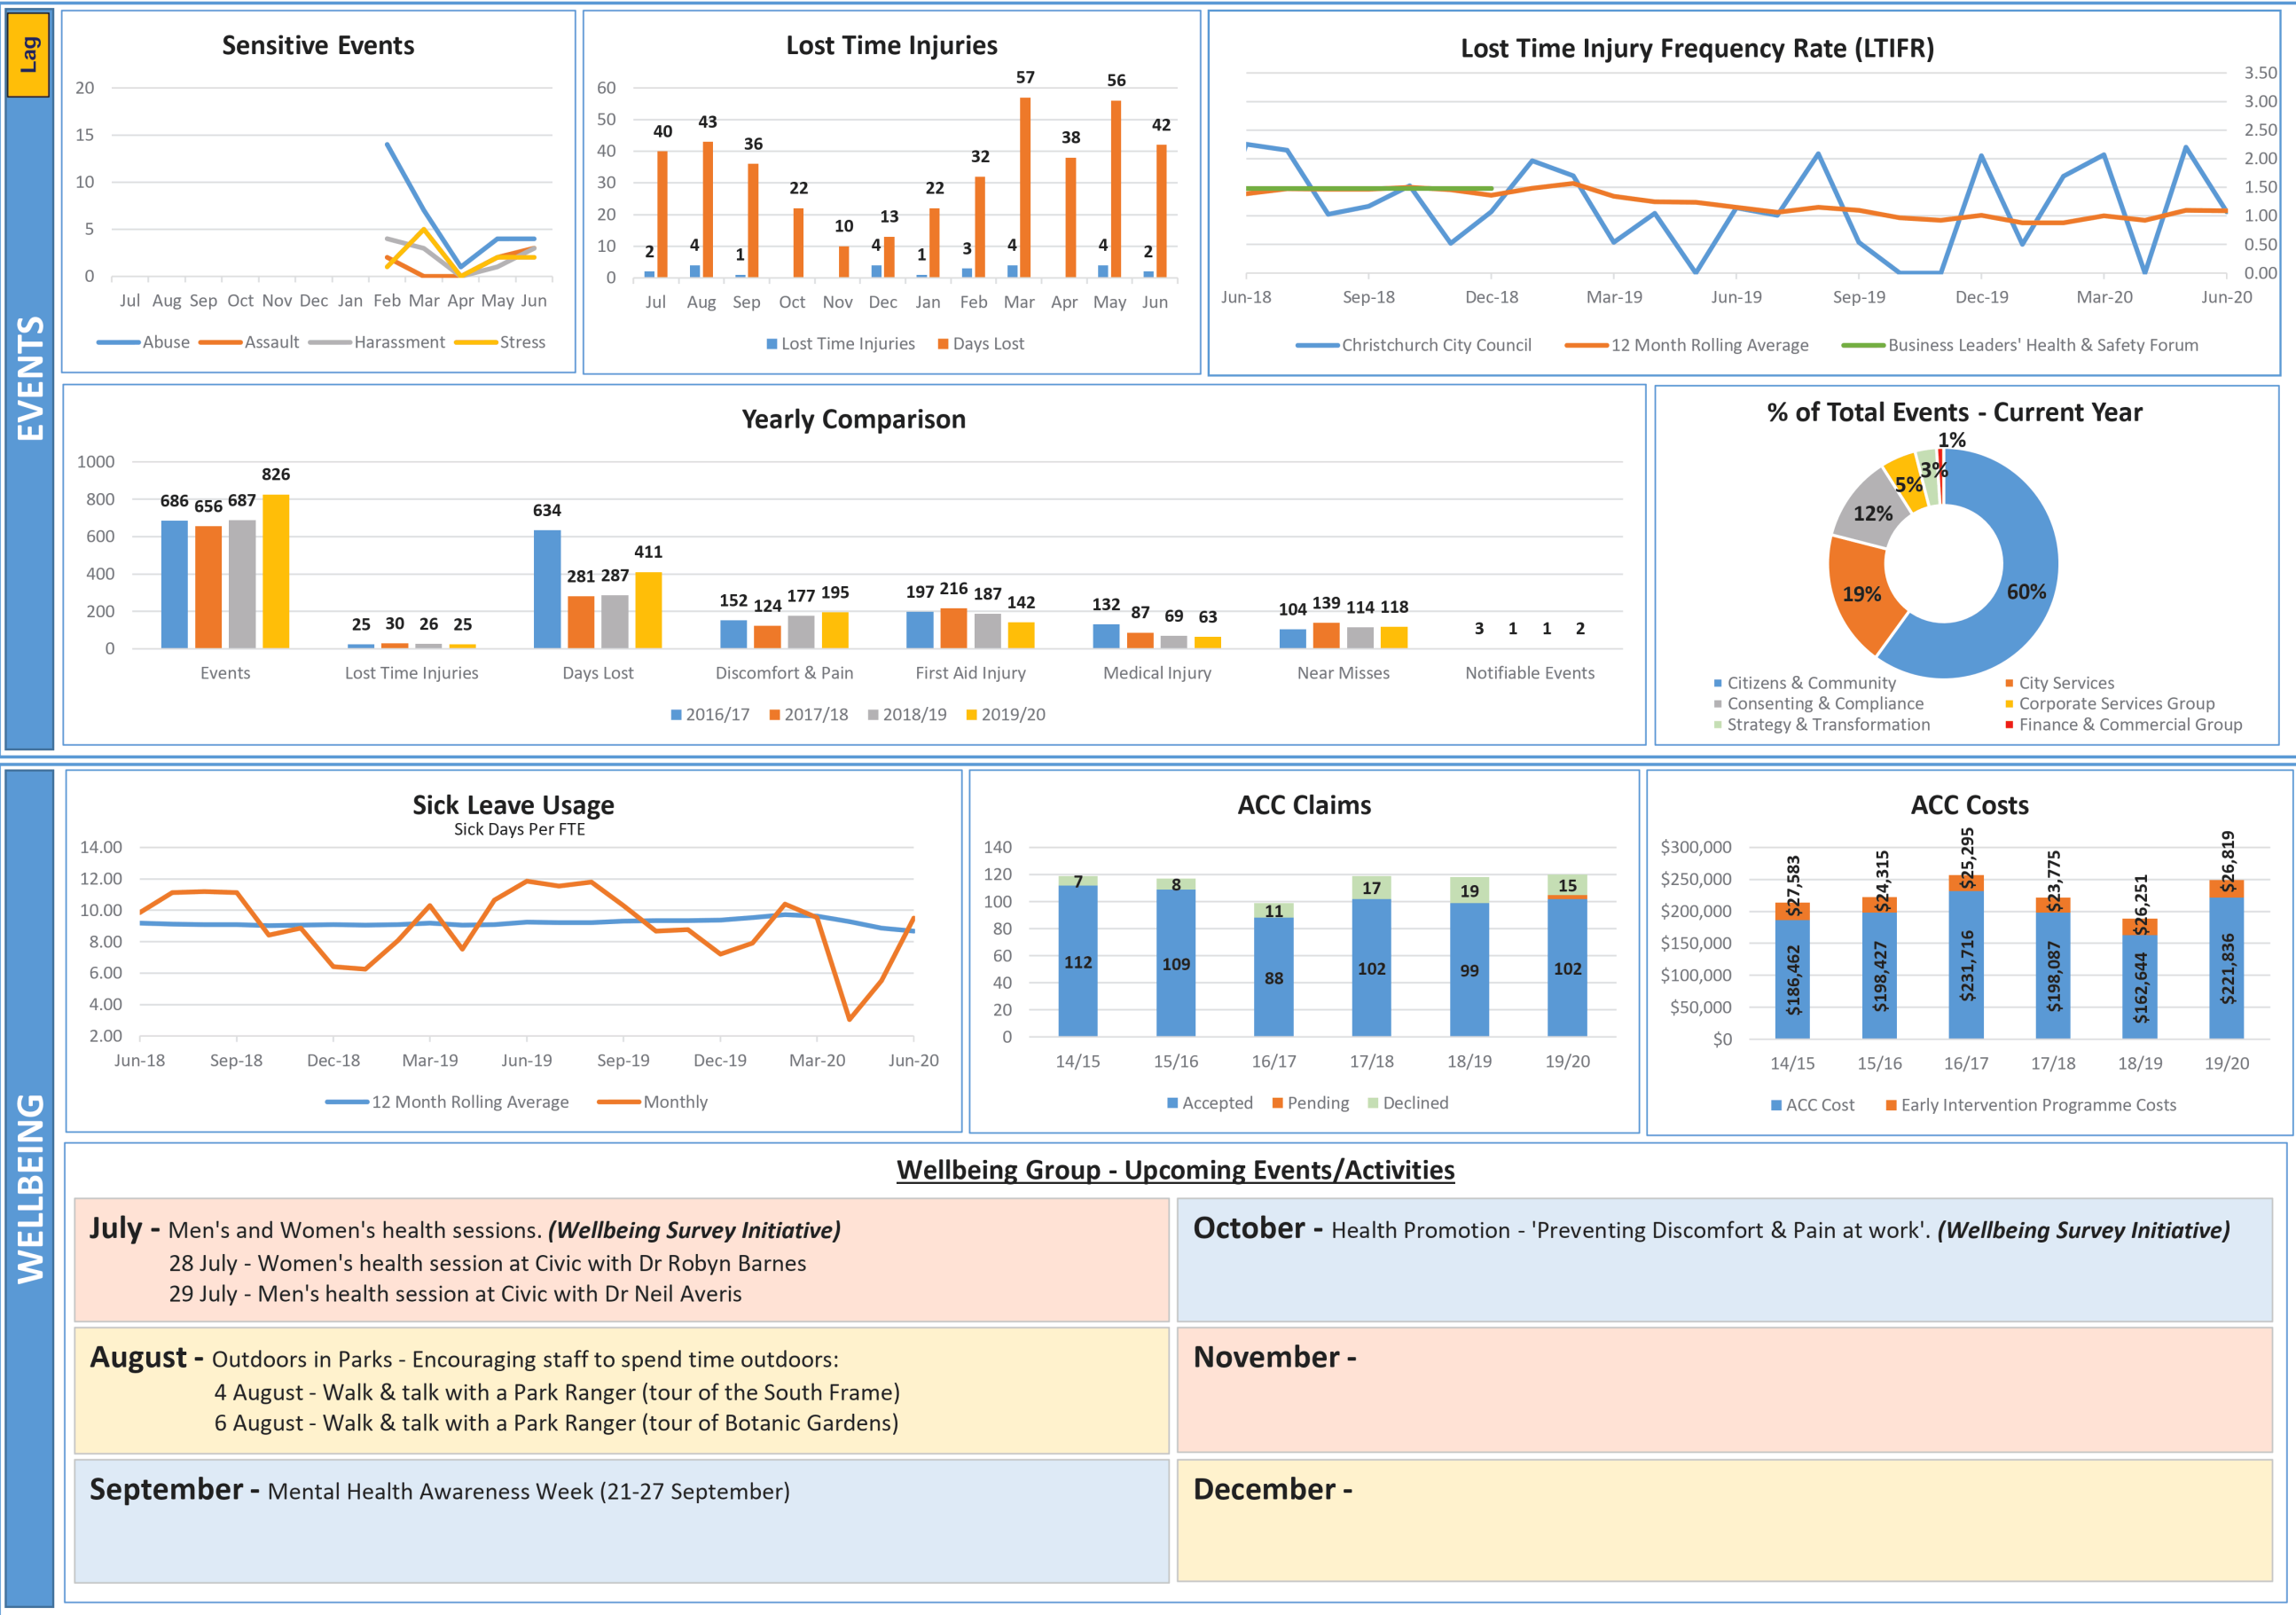 Lag
EVENTS
Sensitive Events
20
15
10
5
0
Jul Aug Sep Oct Nov Dec Jan Feb Mar Apr May Jun
Abuse Assault Harassment Stress
Lost Time Injuries
60
50
40
30
20
10
0
2 4 1 4 1 3 4 4 2
40 43 36 22 10 13 22 32 57 38 56 42
Jul Aug Sep Oct Nov Dec Jan Feb Mar Apr May Jun
Lost Time Injuries Days Lost
Lost Time Injury Frequency Rate (LTIFR)
3.50
3.00
2.50
2.00
1.50
1.00
0.50
0.00
Jun-18 Sep-18 Dec-18 Mar-19 Jun-19 Sep-19 Dec-19 Mar-20 Jun-20
Christchurch City Council 12 Month Rolling Average Business Leaders' Health & Safety Forum
Yearly Comparison
1000
800
600
400
200
0
686 656 687 826
25 30 26 25
634 281 287 411
152 124 177 195
197 216 187 142
132 87 69 63
104 139 114 118
3 1 1 2
Events Lost Time Injuries Days Lost Discomfort & Pain First Aid Injury Medical Injury Near Misses Notifiable Events
2016/17 2017/18 2018/19 2019/20
% of Total Events - Current Year
1%
3%
5%
12%
19%
60%
Citizens & Community City Services
Consenting & Compliance Corporate Services Group
Strategy & Transformation Finance & Commercial Group
WELLBEING
Sick Leave Usage
Sick Days Per FTE
14.00
12.00
10.00
8.00
6.00
4.00
2.00
Jun-18 Sep-18 Dec-18 Mar-19 Jun-19 Sep-19 Dec-19 Mar-20 Jun-20
12 Month Rolling Average Monthly
ACC Claims
140
120
100
80
60
40
20
0
7 8 11 17 19 15
112 109 88 102 99 102
14/15 15/16 16/17 17/18 18/19 19/20
Accepted Pending Declined
ACC Costs
$300,000
$250,000
$200,000
$150,000
$100,000
$50,000
$0
$27,583 $24,315 $25,295 $23,775 $26,251 $26,819
$186,462 $198,427 $231,716 $198,087 $162,644 $221,836
14/15 15/16 16/17 17/18 18/19 19/20
ACC Cost Early Intervention Programme Costs
Wellbeing Group - Upcoming Events/Activities
July - Men's and Women's health sessions. (Wellbeing Survey Initiative)
28 July - Women's health session at Civic with Dr Robyn Barnes
29 July - Men's health session at Civic with Dr Neil Averis
October - Health Promotion - 'Preventing Discomfort & Pain at work'. (Wellbeing Survey Initiative)
August - Outdoors in Parks - Encouraging staff to spend time outdoors:
4 August - Walk & talk with a Park Ranger (tour of the South Frame)
6 August - Walk & talk with a Park Ranger (tour of Botanic Gardens)
November -
September - Mental Health Awareness Week (21-27 September)
December -